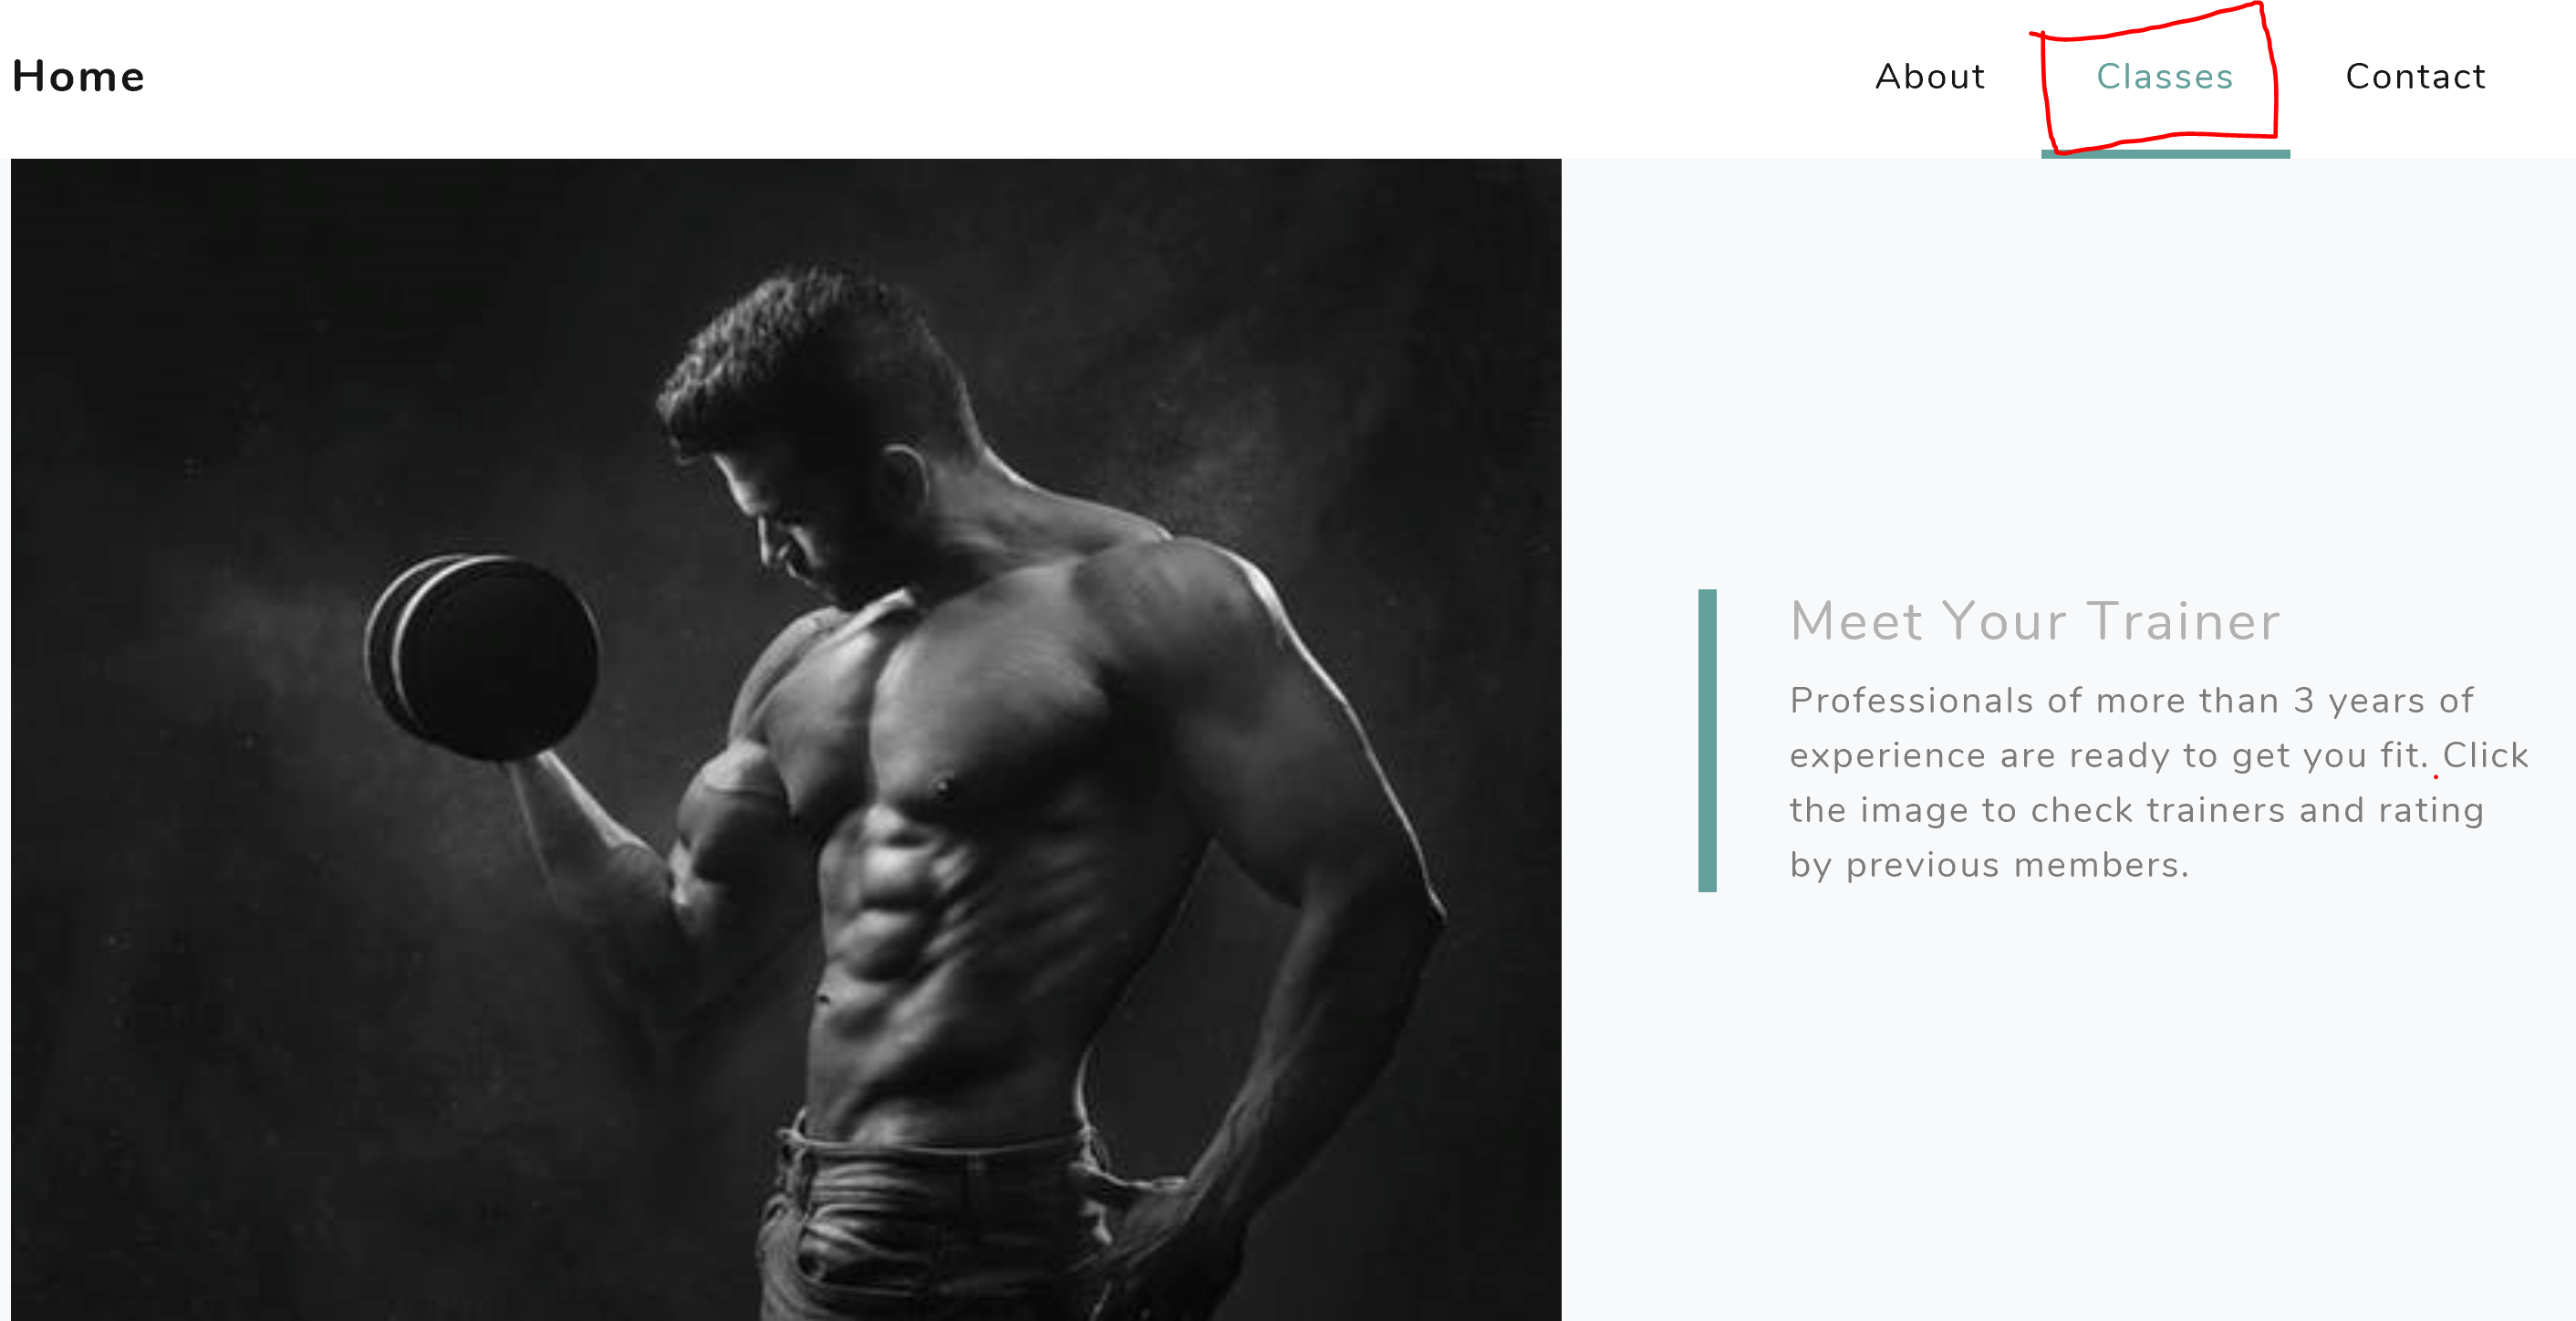 Home About Classes Contact
Meet Your Trainer
Professionals of more than 3 years of
experience are ready to get you fit. Click
the image to check trainers and rating
by previous members.